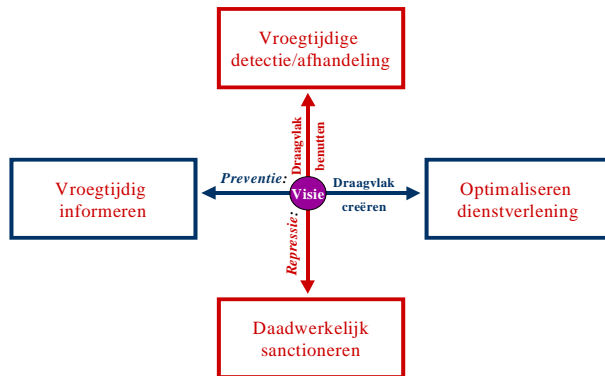 Vroegtijdige
detectie/afhandeling
Draagvlak
benutten
Vroegtijdig
informeren
Preventie:
Visie
Draagvlak
creëren
Optimaliseren
dienstverlening
Repressie:
Daadwerkelijk
sanctioneren